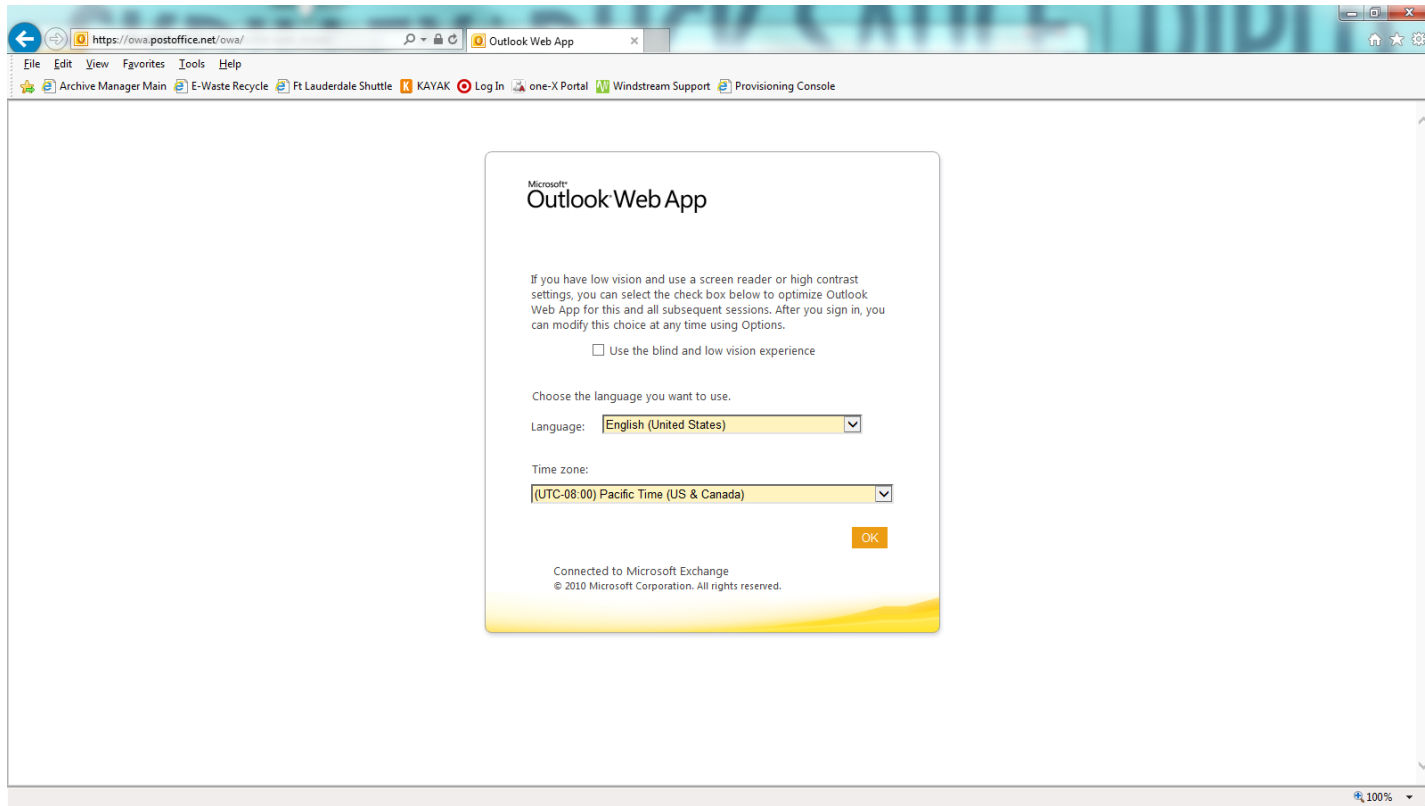 https://owa.postoffice.net/owa/
Outlook Web App
File Edit View Favorites Tools Help
Archive Manager Main E-Waste Recycle Ft Lauderdale Shuttle KAYAK Log In one-X Portal Windstream Support Provisioning Console
Microsoft®
Outlook Web App
If you have low vision and use a screen reader or high contrast
settings, you can select the check box below to optimize Outlook
Web App for this and all subsequent sessions. After you sign in, you
can modify this choice at any time using Options.
Use the blind and low vision experience
Choose the language you want to use.
Language: English (United States)
Time zone:
(UTC-08:00) Pacific Time (US & Canada)
OK
Connected to Microsoft Exchange
© 2010 Microsoft Corporation. All rights reserved.
100%